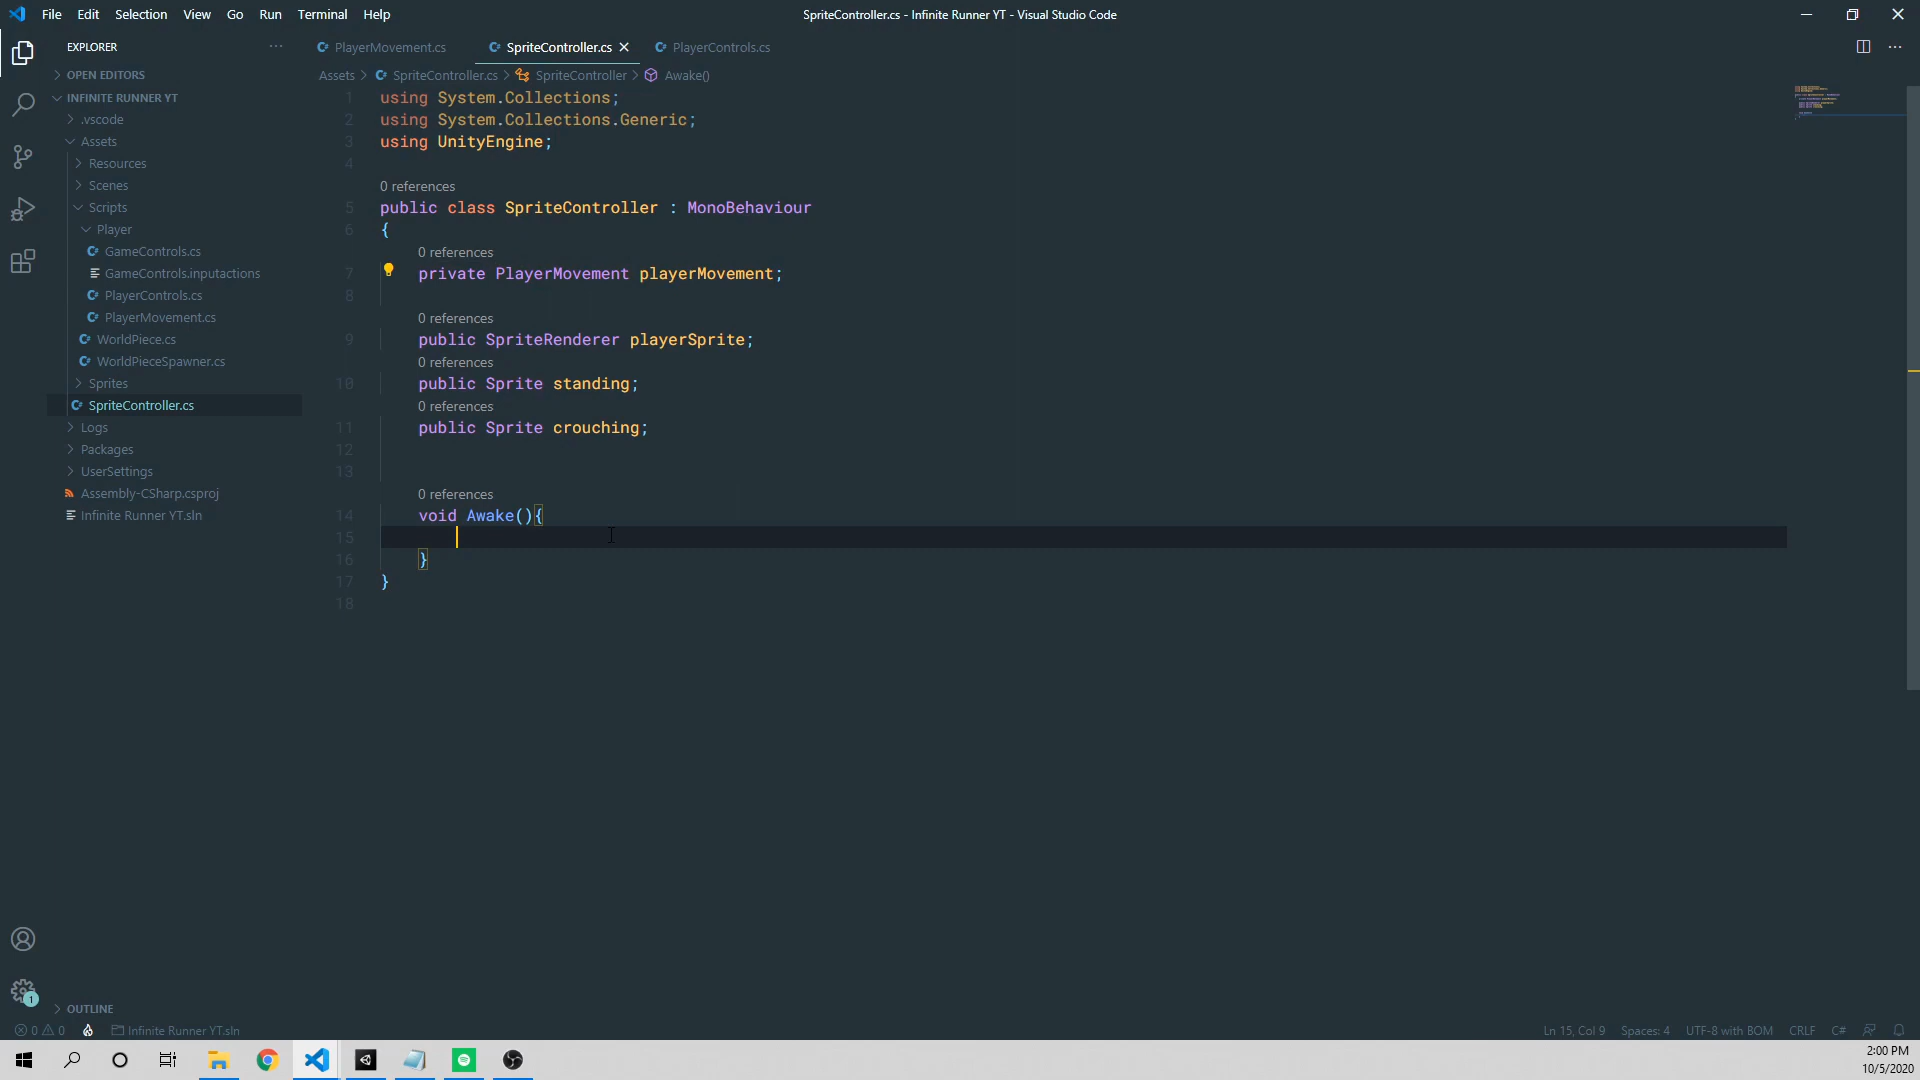 File Edit Selection View Go Run Terminal Help
SpriteController.cs - Infinite Runner YT - Visual Studio Code
EXPLORER
OPEN EDITORS
INFINITE RUNNER YT
.vscode
Assets
Resources
Scenes
Scripts
Player
GameControls.cs
GameControls.inputactions
PlayerControls.cs
PlayerMovement.cs
WorldPiece.cs
WorldPieceSpawner.cs
Sprites
SpriteController.cs
Logs
Packages
UserSettings
Assembly-CSharp.csproj
Infinite Runner YT.sln
OUTLINE
PlayerMovement.cs SpriteController.cs PlayerControls.cs
Assets > SpriteController.cs > SpriteController > Awake()
1 using System.Collections;
2 using System.Collections.Generic;
3 using UnityEngine;
4
0 references
5 public class SpriteController : MonoBehaviour
6 {
0 references
7 private PlayerMovement playerMovement;
8
0 references
9 public SpriteRenderer playerSprite;
0 references
10 public Sprite standing;
0 references
11 public Sprite crouching;
12
13
0 references
14 void Awake(){
15
16 }
17 }
18
1
0 0 Infinite Runner YT.sln
Ln 15, Col 9 Spaces: 4 UTF-8 with BOM CRLF C#
2:00 PM
10/5/2020